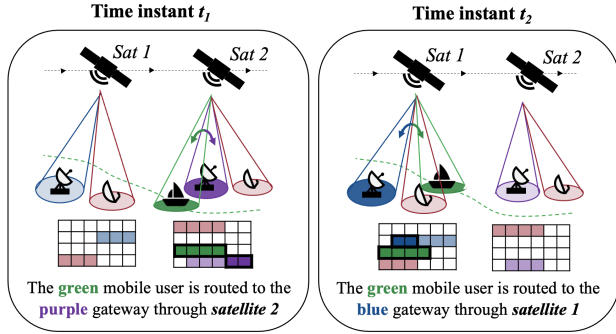 Time instant t1
Time instant t2
Sat 1
Sat 2
Sat 1
Sat 2
The green mobile user is routed to the
purple gateway through satellite 2
The green mobile user is routed to the
blue gateway through satellite 1